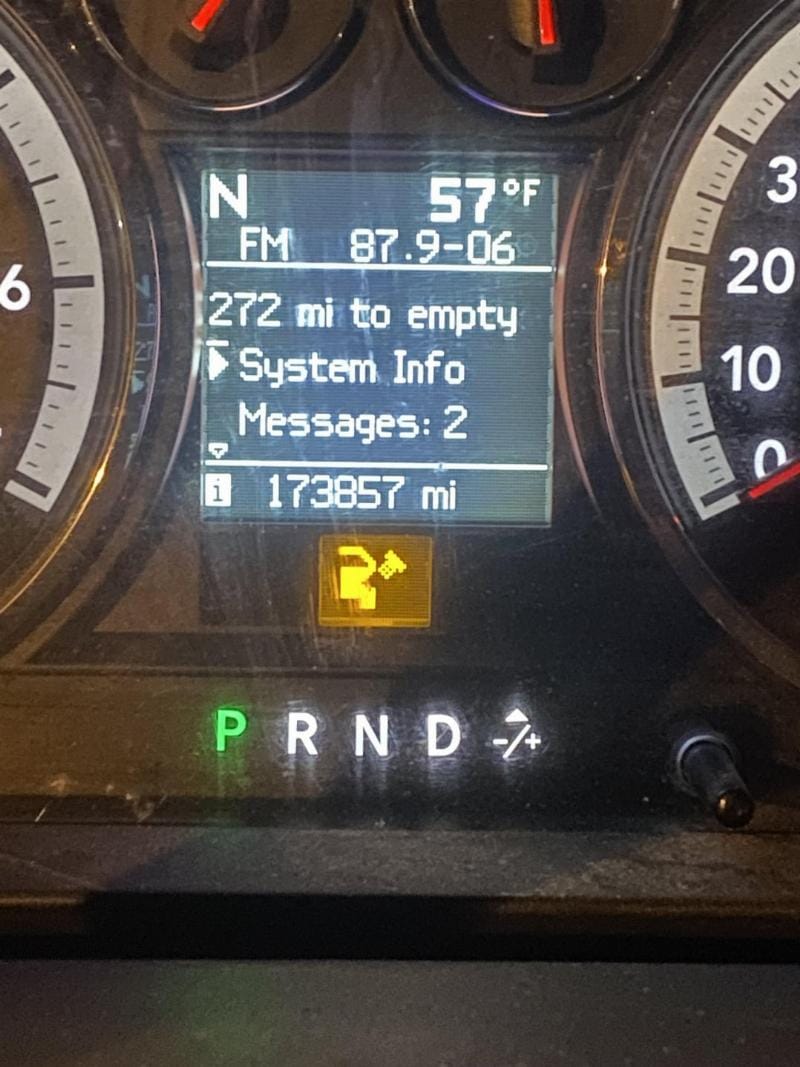 N 57°F
FM 87.9-06
272 mi to empty
System Info
Messages: 2
i 173857 mi
P R N D -/+
6
3
20
10
0